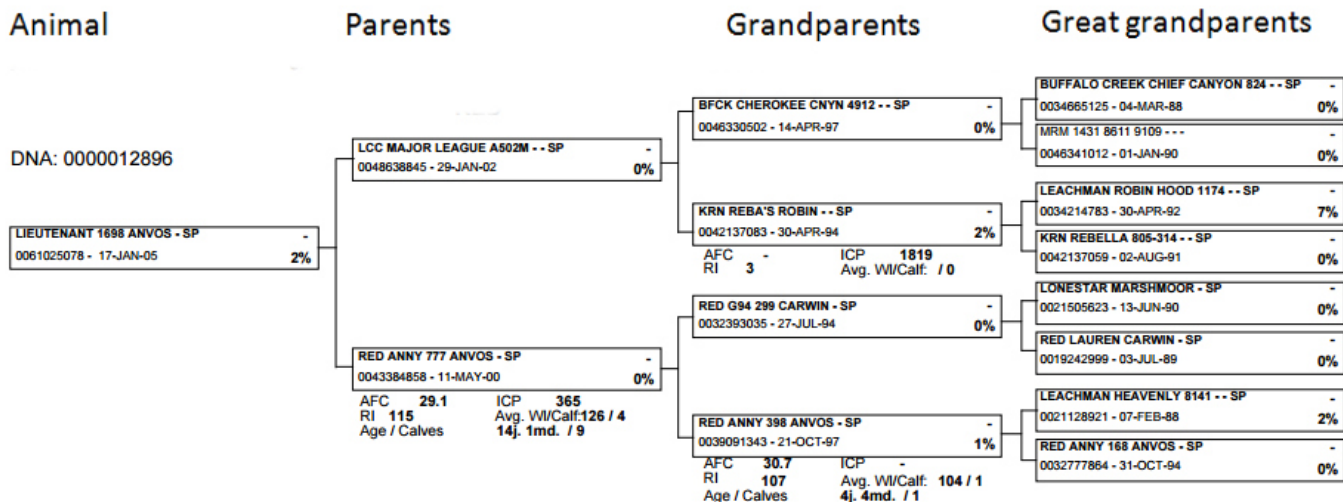 Animal
Parents
Grandparents
Great grandparents
DNA: 0000012896
LIEUTENANT 1698 ANVOS - SP -
0061025078 - 17-JAN-05 2%
LCC MAJOR LEAGUE A502M - - SP -
0048638845 - 29-JAN-02 0%
RED ANNY 777 ANVOS - SP -
0043384858 - 11-MAY-00 0%
AFC 29.1 ICP 365
RI 115 Avg. WI/Calf:126 / 4
Age / Calves 14j. 1md. / 9
BFCK CHEROKEE CNYN 4912 - - SP -
0046330502 - 14-APR-97 0%
KRN REBA'S ROBIN - - SP -
0042137083 - 30-APR-94 2%
AFC - ICP 1819
RI 3 Avg. WI/Calf: / 0
RED G94 299 CARWIN - SP -
0032393035 - 27-JUL-94 0%
RED ANNY 398 ANVOS - SP -
0039091343 - 21-OCT-97 1%
AFC 30.7 ICP -
RI 107 Avg. WI/Calf: 104 / 1
Age / Calves 4j. 4md. / 1
BUFFALO CREEK CHIEF CANYON 824 - - SP -
0034665125 - 04-MAR-88 0%
MRM 1431 8611 9109 - - - -
0046341012 - 01-JAN-90 0%
LEACHMAN ROBIN HOOD 1174 - - SP -
0034214783 - 30-APR-92 7%
KRN REBELLA 805-314 - - SP -
0042137059 - 02-AUG-91 0%
LONESTAR MARSHMOOR - SP -
0021505623 - 13-JUN-90 0%
RED LAUREN CARWIN - SP -
0019242999 - 03-JUL-89 0%
LEACHMAN HEAVENLY 8141 - - SP -
0021128921 - 07-FEB-88 2%
RED ANNY 168 ANVOS - SP -
0032777864 - 31-OCT-94 0%